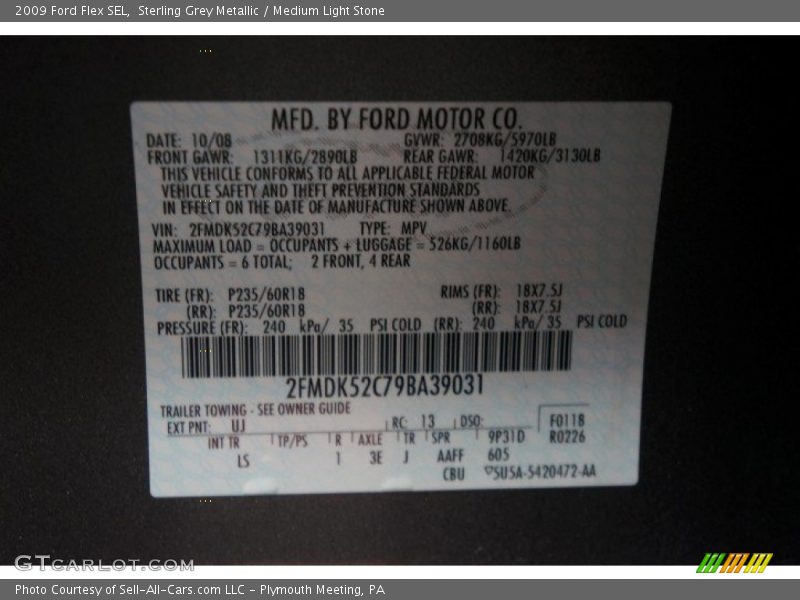 2009 Ford Flex SEL,  Sterling Grey Metallic / Medium Light Stone
MFD. BY FORD MOTOR CO.
DATE: 10/08 GVWR: 2708KG/5970LB
FRONT GAWR: 1311KG/2890LB REAR GAWR: 1420KG/3130LB
THIS VEHICLE CONFORMS TO ALL APPLICABLE FEDERAL MOTOR
VEHICLE SAFETY AND THEFT PREVENTION STANDARDS
IN EFFECT ON THE DATE OF MANUFACTURE SHOWN ABOVE.
VIN: 2FMDK52C79BA39031 TYPE: MPV
MAXIMUM LOAD = OCCUPANTS + LUGGAGE = 526KG/1160LB
OCCUPANTS = 6 TOTAL; 2 FRONT, 4 REAR
TIRE (FR): P235/60R18 RIMS (FR): 18X7.5J
(RR): P235/60R18 (RR): 18X7.5J
PRESSURE (FR): 240 kPa/ 35 PSI COLD (RR): 240 kPa/ 35 PSI COLD
2FMDK52C79BA39031
TRAILER TOWING - SEE OWNER GUIDE
EXT PNT: UJ RC: 13 DSO: F0118
INT TR TP/PS R AXLE TR SPR 9P31D R0226
LS 1 3E J AAFF 605
CBU 5U5A-5420472-AA
GTCARLOT.COM
Photo Courtesy of Sell-All-Cars.com LLC - Plymouth Meeting, PA